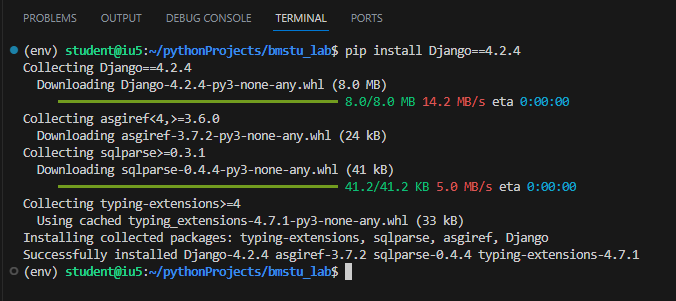 PROBLEMS OUTPUT DEBUG CONSOLE TERMINAL PORTS
(env) student@iu5:~/pythonProjects/bmstu_lab$ pip install Django==4.2.4
Collecting Django==4.2.4
  Downloading Django-4.2.4-py3-none-any.whl (8.0 MB)
     8.0/8.0 MB 14.2 MB/s eta 0:00:00
Collecting asgiref<4,>=3.6.0
  Downloading asgiref-3.7.2-py3-none-any.whl (24 kB)
Collecting sqlparse>=0.3.1
  Downloading sqlparse-0.4.4-py3-none-any.whl (41 kB)
     41.2/41.2 KB 5.0 MB/s eta 0:00:00
Collecting typing-extensions>=4
  Using cached typing_extensions-4.7.1-py3-none-any.whl (33 kB)
Installing collected packages: typing-extensions, sqlparse, asgiref, Django
Successfully installed Django-4.2.4 asgiref-3.7.2 sqlparse-0.4.4 typing-extensions-4.7.1
(env) student@iu5:~/pythonProjects/bmstu_lab$